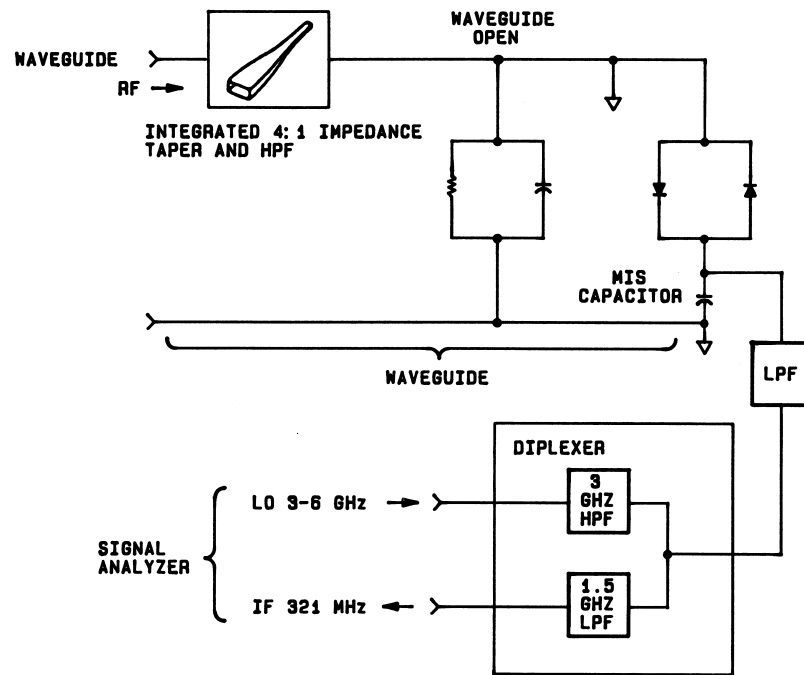 WAVEGUIDE
OPEN
WAVEGUIDE
RF
INTEGRATED 4:1 IMPEDANCE
TAPER AND HPF
MIS
CAPACITOR
WAVEGUIDE
LPF
DIPLEXER
LO 3-6 GHz
3
GHZ
HPF
SIGNAL
ANALYZER
IF 321 MHz
1.5
GHZ
LPF